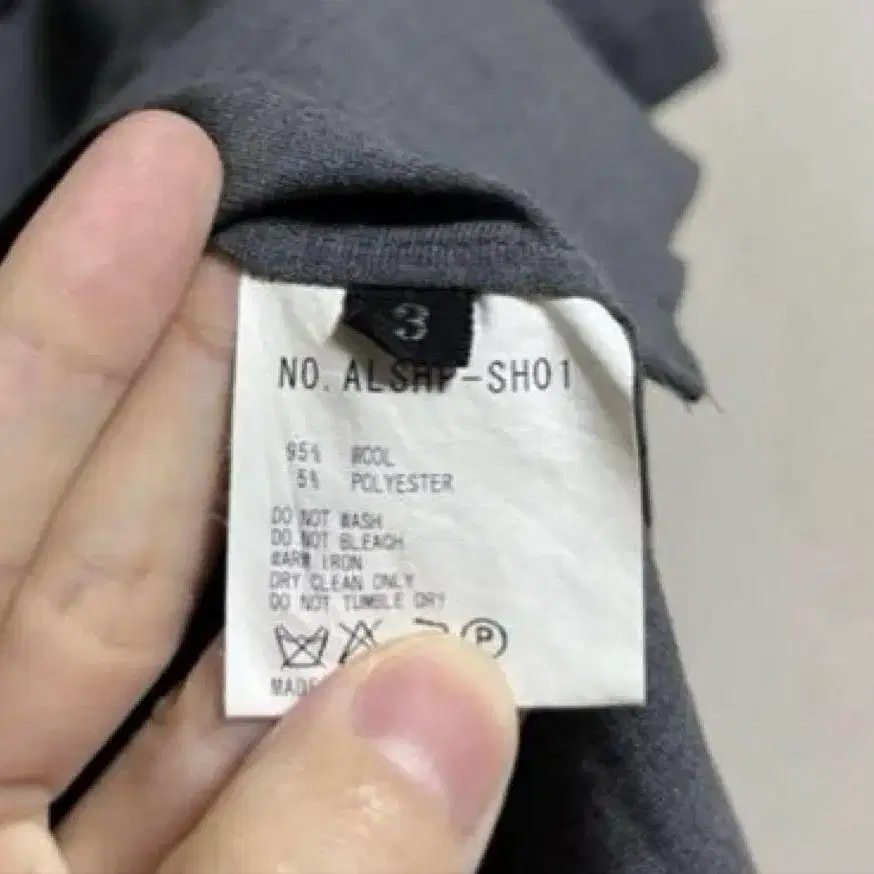 3
NO. ALSHP-SH01
95% WOOL
5% POLYESTER
DO NOT WASH
DO NOT BLEACH
WARM IRON
DRY CLEAN ONLY
DO NOT TUMBLE DRY
P
MADE